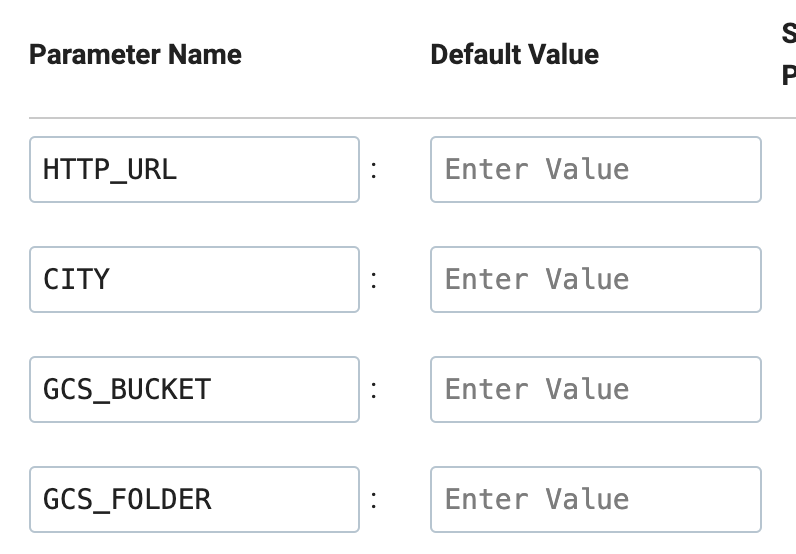 Parameter Name Default Value
HTTP_URL : Enter Value
CITY : Enter Value
GCS_BUCKET : Enter Value
GCS_FOLDER : Enter Value